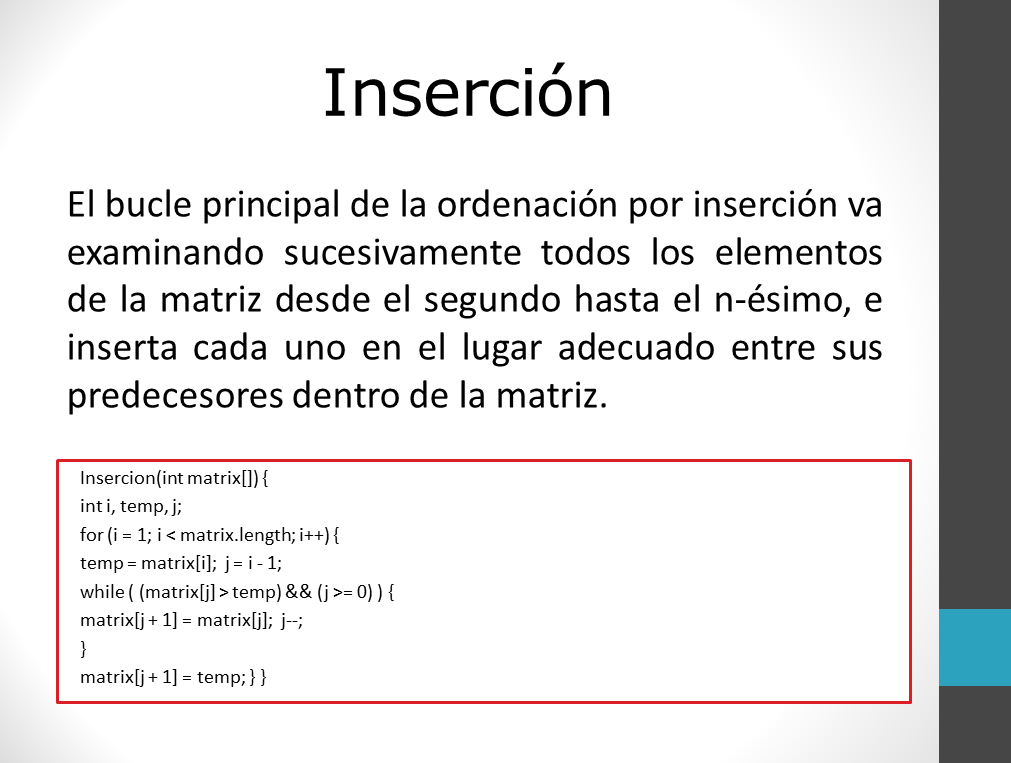 Inserción
El bucle principal de la ordenación por inserción va
examinando sucesivamente todos los elementos
de la matriz desde el segundo hasta el n-ésimo, e
inserta cada uno en el lugar adecuado entre sus
predecesores dentro de la matriz.
Insercion(int matrix[]) {
int i, temp, j;
for (i = 1; i < matrix.length; i++) {
temp = matrix[i]; j = i - 1;
while ( (matrix[j] > temp) && (j >= 0) ) {
matrix[j + 1] = matrix[j]; j--;
}
matrix[j + 1] = temp; } }